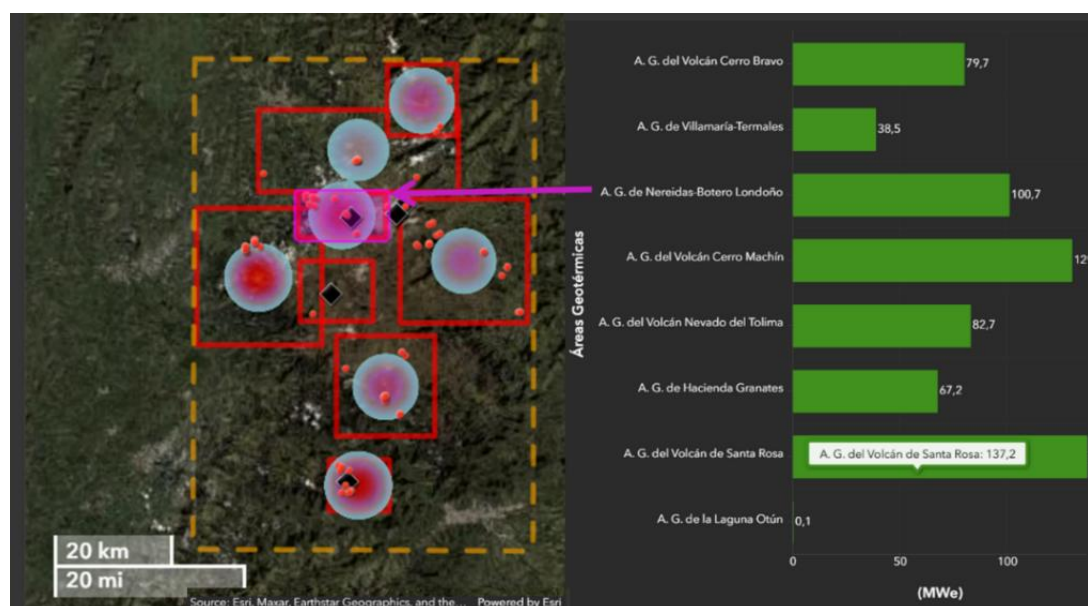 A. G. del Volcán Cerro Bravo
79,7
A. G. de Villamaría-Termales
38,5
A. G. de Nereidas-Botero Londoño
100,7
A. G. del Volcán Cerro Machín
Áreas Geotérmicas
A. G. del Volcán Nevado del Tolima
82,7
A. G. de Hacienda Granates
67,2
A. G. del Volcán de Santa Rosa
A. G. del Volcán de Santa Rosa: 137,2
A. G. de la Laguna Otún
0,1
0
50
100
(MWe)
20 km
20 mi
Source: Esri, Maxar, Earthstar Geographics, and the...
Powered by Esri